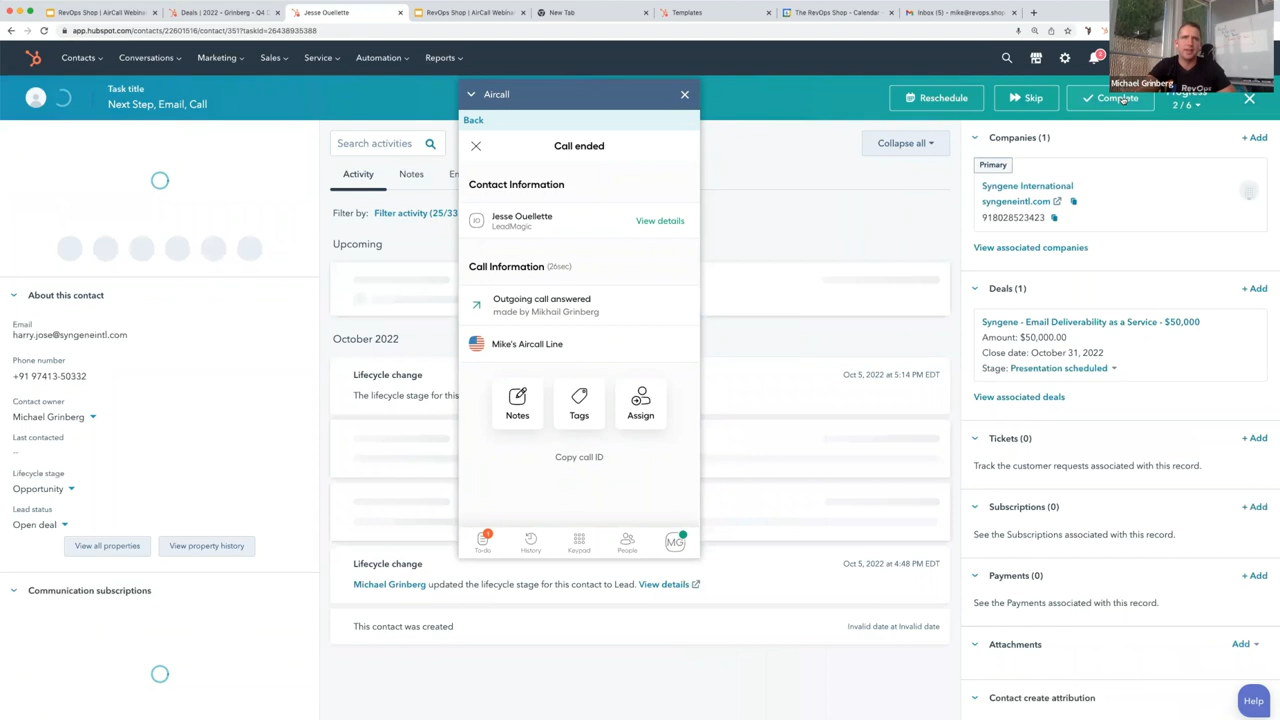 RevOps Shop | AirCall Webinar
Deals | 2022 - Grinberg - Q4
Jesse Ouellette
RevOps Shop | AirCall Webinar
New Tab
Templates
The RevOps Shop - Calendar
Inbox (5) - mike@revops.shop
app.hubspot.com/contacts/22601516/contact/351?taskId=26438935388
Contacts
Conversations
Marketing
Sales
Service
Automation
Reports
2
Michael Grinberg
RevOp
Task title
Next Step, Email, Call
Reschedule
Skip
Complete
Progress
2 / 6
Search activities
Collapse all
Activity
Notes
Filter by: Filter activity (25/33
Upcoming
October 2022
Lifecycle change
Oct 5, 2022 at 5:14 PM EDT
The lifecycle stage for this
Lifecycle change
Oct 5, 2022 at 4:48 PM EDT
Michael Grinberg updated the lifecycle stage for this contact to Lead. View details
This contact was created
Invalid date at Invalid date
Aircall
Back
Call ended
Contact Information
IO
Jesse Ouellette
LeadMagic
View details
Call Information (26sec)
Outgoing call answered
made by Mikhail Grinberg
Mike's Aircall Line
Notes
Tags
Assign
Copy call ID
1
To-do
History
Keypad
People
MG
About this contact
Email
harry.jose@syngeneintl.com
Phone number
+91 97413-50332
Contact owner
Michael Grinberg
Last contacted
--
Lifecycle stage
Opportunity
Lead status
Open deal
View all properties
View property history
Communication subscriptions
Companies (1)
+ Add
Primary
Syngene International
syngeneintl.com
918028523423
View associated companies
Deals (1)
+ Add
Syngene - Email Deliverability as a Service - $50,000
Amount: $50,000.00
Close date: October 31, 2022
Stage: Presentation scheduled
View associated deals
Tickets (0)
+ Add
Track the customer requests associated with this record.
Subscriptions (0)
+ Add
See the Subscriptions associated with this record.
Payments (0)
+ Add
See the Payments associated with this record.
Attachments
Add
Contact create attribution
Help